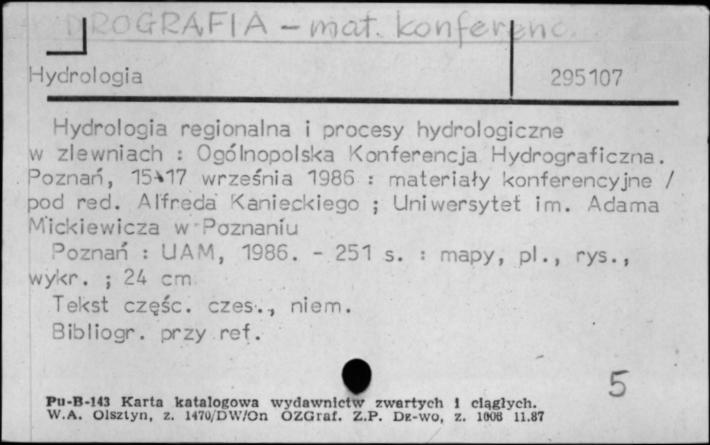 HYDROGRAFIA - mat. konferenc.
Hydrologia 295107
Hydrologia regionalna i procesy hydrologiczne
w zlewniach : Ogólnopolska Konferencja Hydrograficzna.
Poznań, 15-17 września 1986 : materiały konferencyjne /
pod red. Alfreda Kanieckiego ; Uniwersytet im. Adama
Mickiewicza w Poznaniu
Poznań : UAM, 1986. - 251 s. : mapy, pl., rys.,
wykr. ; 24 cm
Tekst częśc. czes., niem.
Bibliogr. przy ref.
5
Pu-B-143 Karta katalogowa wydawnictw zwartych i ciągłych.
W.A. Olsztyn, z. 1470/DW/On OZGraf. Z.P. Dz-wo, z. 1008 11.87